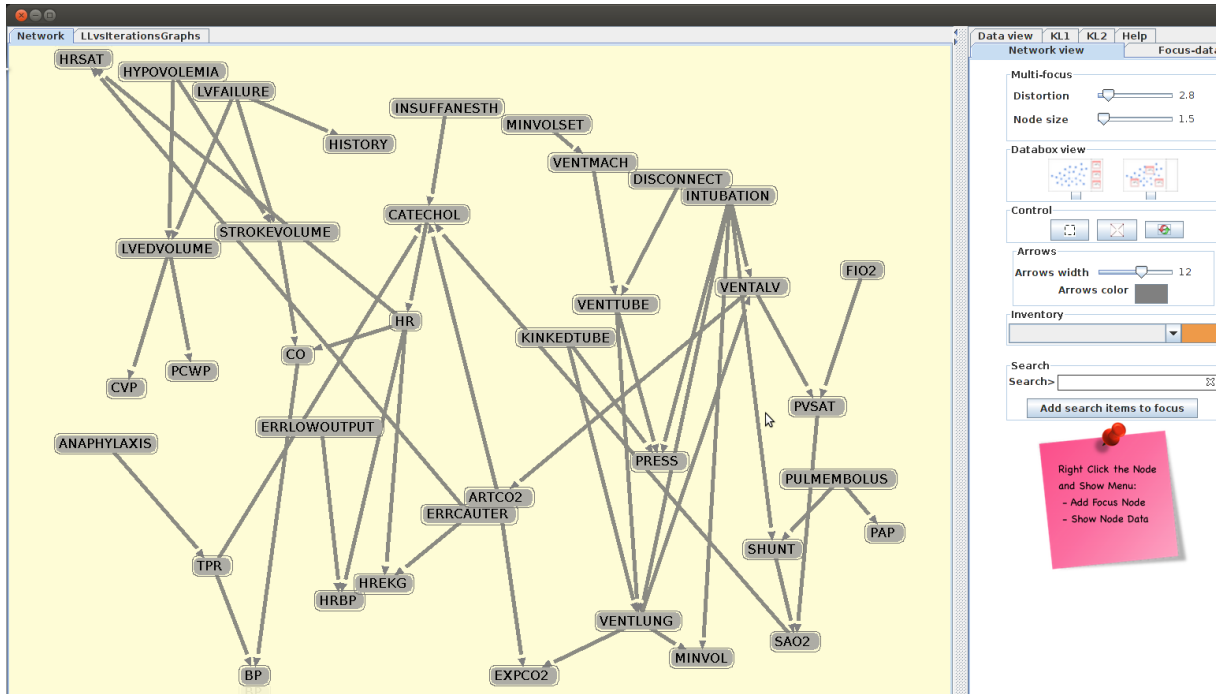 Network LLvsIterationsGraphs
Data view KL1 KL2 Help
Network view Focus-data
HRSAT
HYPOVOLEMIA
LVFAILURE
INSUFFANESTH
MINVOLSET
HISTORY
VENTMACH
DISCONNECT
INTUBATION
CATECHOL
STROKEVOLUME
LVEDVOLUME
FIO2
VENTALV
VENTTUBE
HR
KINKEDTUBE
CO
PCWP
CVP
PVSAT
ERRLOWOUTPUT
ANAPHYLAXIS
PRESS
PULMEMBOLUS
ARTCO2
ERRCAUTER
PAP
SHUNT
TPR
HREKG
HRBP
VENTLUNG
SAO2
MINVOL
BP
EXPCO2
Multi-focus
Distortion 2.8
Node size 1.5
Databox view
Control
Arrows
Arrows width 12
Arrows color
Inventory
Search
Search>
Add search items to focus
Right Click the Node
and Show Menu:
- Add Focus Node
- Show Node Data